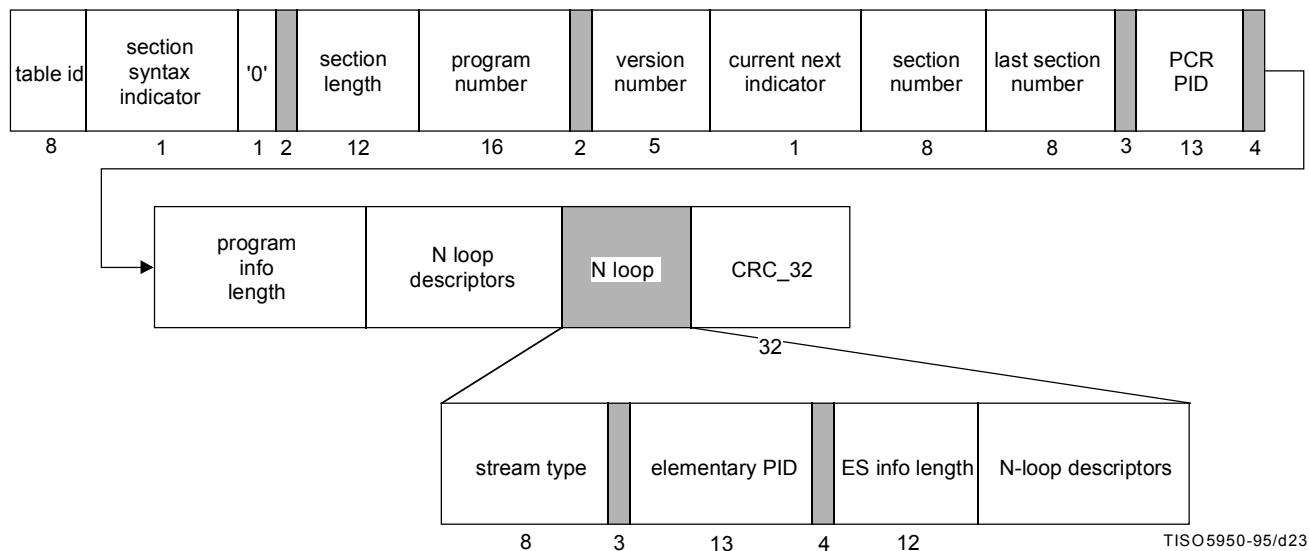 table id
section
syntax
indicator
'0'
section
length
program
number
version
number
current next
indicator
section
number
last section
number
PCR
PID
8 1 1 2 12 16 2 5 1 8 8 3 13 4
program
info
length
N loop
descriptors
N loop
CRC_32
32
stream type
elementary PID
ES info length
N-loop descriptors
8 3 13 4 12
TISO5950-95/d23